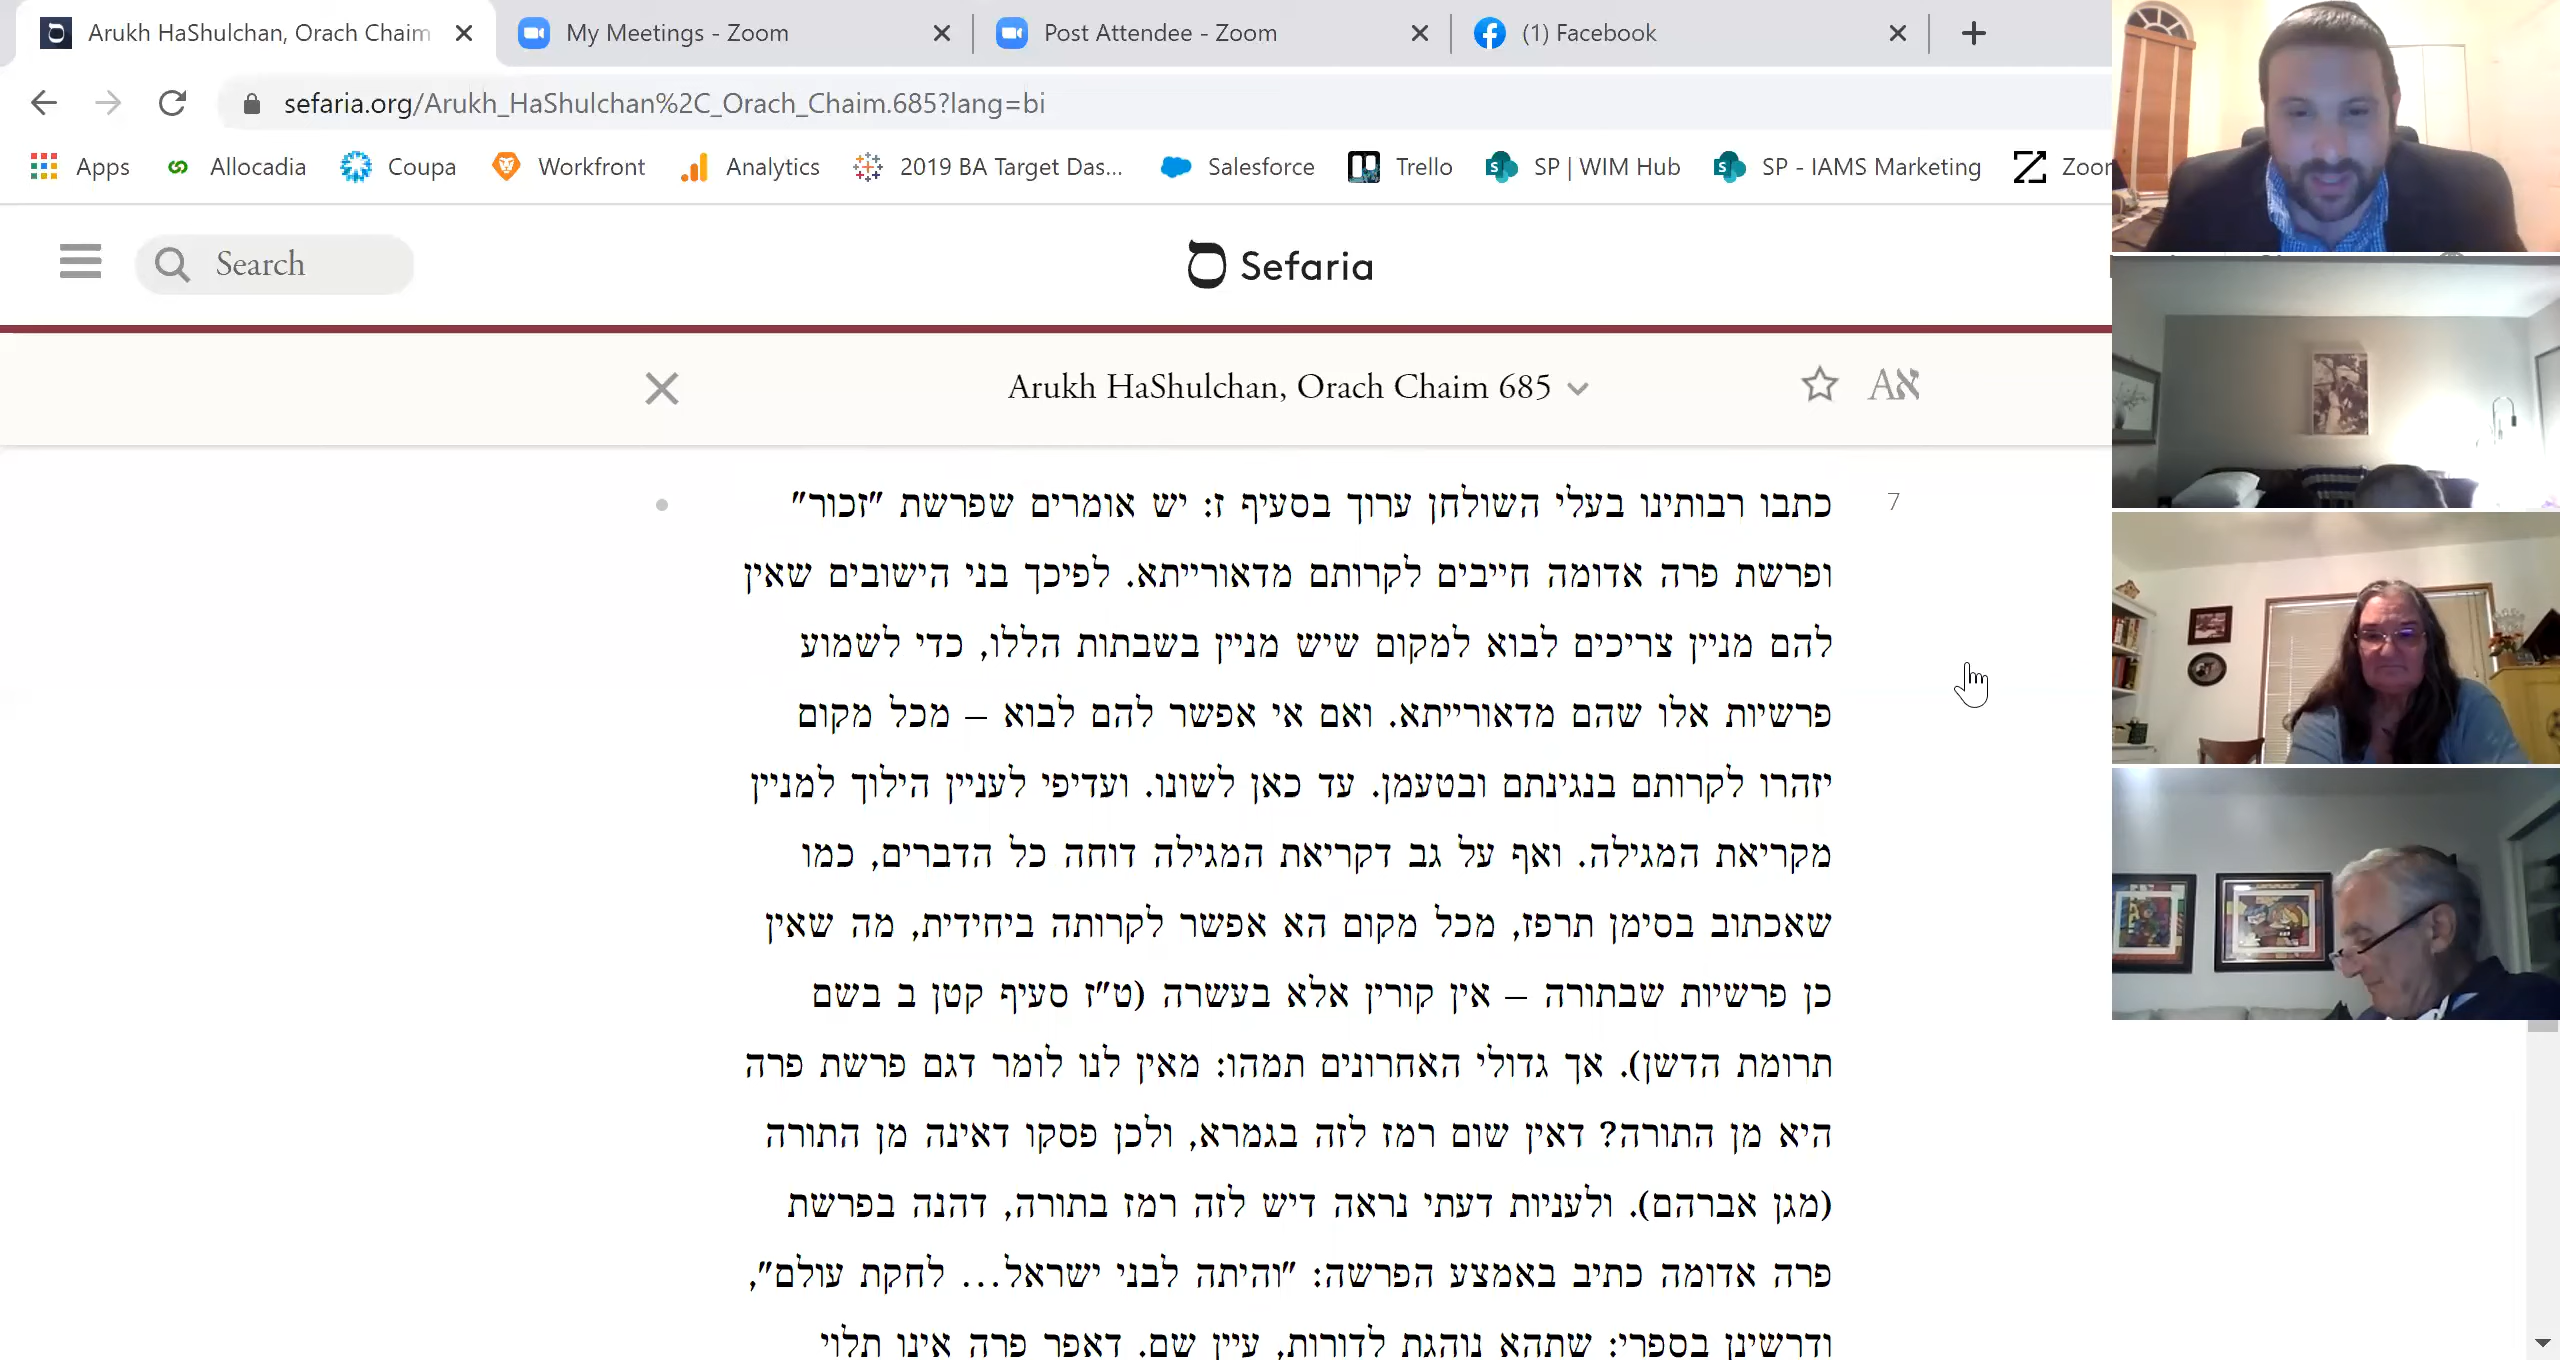 Arukh HaShulchan, Orach Chaim
My Meetings - Zoom
Post Attendee - Zoom
(1) Facebook
sefaria.org/Arukh_HaShulchan%2C_Orach_Chaim.685?lang=bi
Apps Allocadia Coupa Workfront Analytics 2019 BA Target Das... Salesforce Trello SP | WIM Hub SP - IAMS Marketing Zoor
Search
Sefaria
Arukh HaShulchan, Orach Chaim 685
Aא
7
כתבו רבותינו בעלי השולחן ערוך בסעיף ז: יש אומרים שפרשת "זכור"
ופרשת פרה אדומה חייבים לקרותם מדאורייתא. לפיכך בני הישובים שאין
להם מניין צריכים לבוא למקום שיש מניין בשבתות הללו, כדי לשמוע
פרשיות אלו שהם מדאורייתא. ואם אי אפשר להם לבוא – מכל מקום
יזהרו לקרותם בנגינתם ובטעמן. עד כאן לשונו. ועדיפי לעניין הילוך למניין
מקריאת המגילה. ואף על גב דקריאת המגילה דוחה כל הדברים, כמו
שאכתוב בסימן תרפז, מכל מקום הא אפשר לקרותה ביחידית, מה שאין
כן פרשיות שבתורה – אין קורין אלא בעשרה (ט"ז סעיף קטן ב בשם
תרומת הדשן). אך גדולי האחרונים תמהו: מאין לנו לומר דגם פרשת פרה
היא מן התורה? דאין שום רמז לזה בגמרא, ולכן פסקו דאינה מן התורה
(מגן אברהם). ולעניות דעתי נראה דיש לזה רמז בתורה, דהנה בפרשת
פרה אדומה כתיב באמצע הפרשה: "והיתה לבני ישראל... לחקת עולם",
ודרשינן בספרי: שתהא נוהגת לדורות, עיין שם. דאפר פרה אינו תלוי